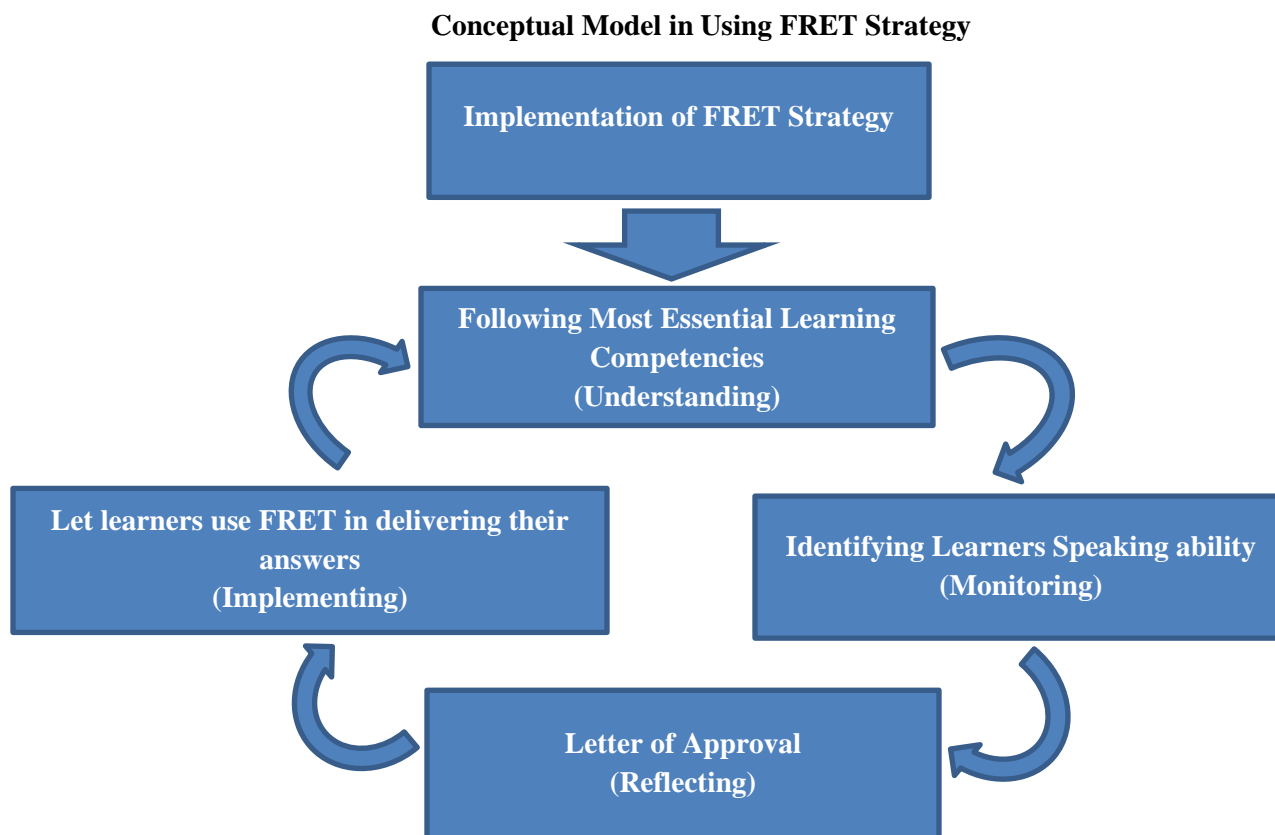 Conceptual Model in Using FRET Strategy
Implementation of FRET Strategy
Following Most Essential Learning
Competencies
(Understanding)
Let learners use FRET in delivering their
answers
(Implementing)
Identifying Learners Speaking ability
(Monitoring)
Letter of Approval
(Reflecting)